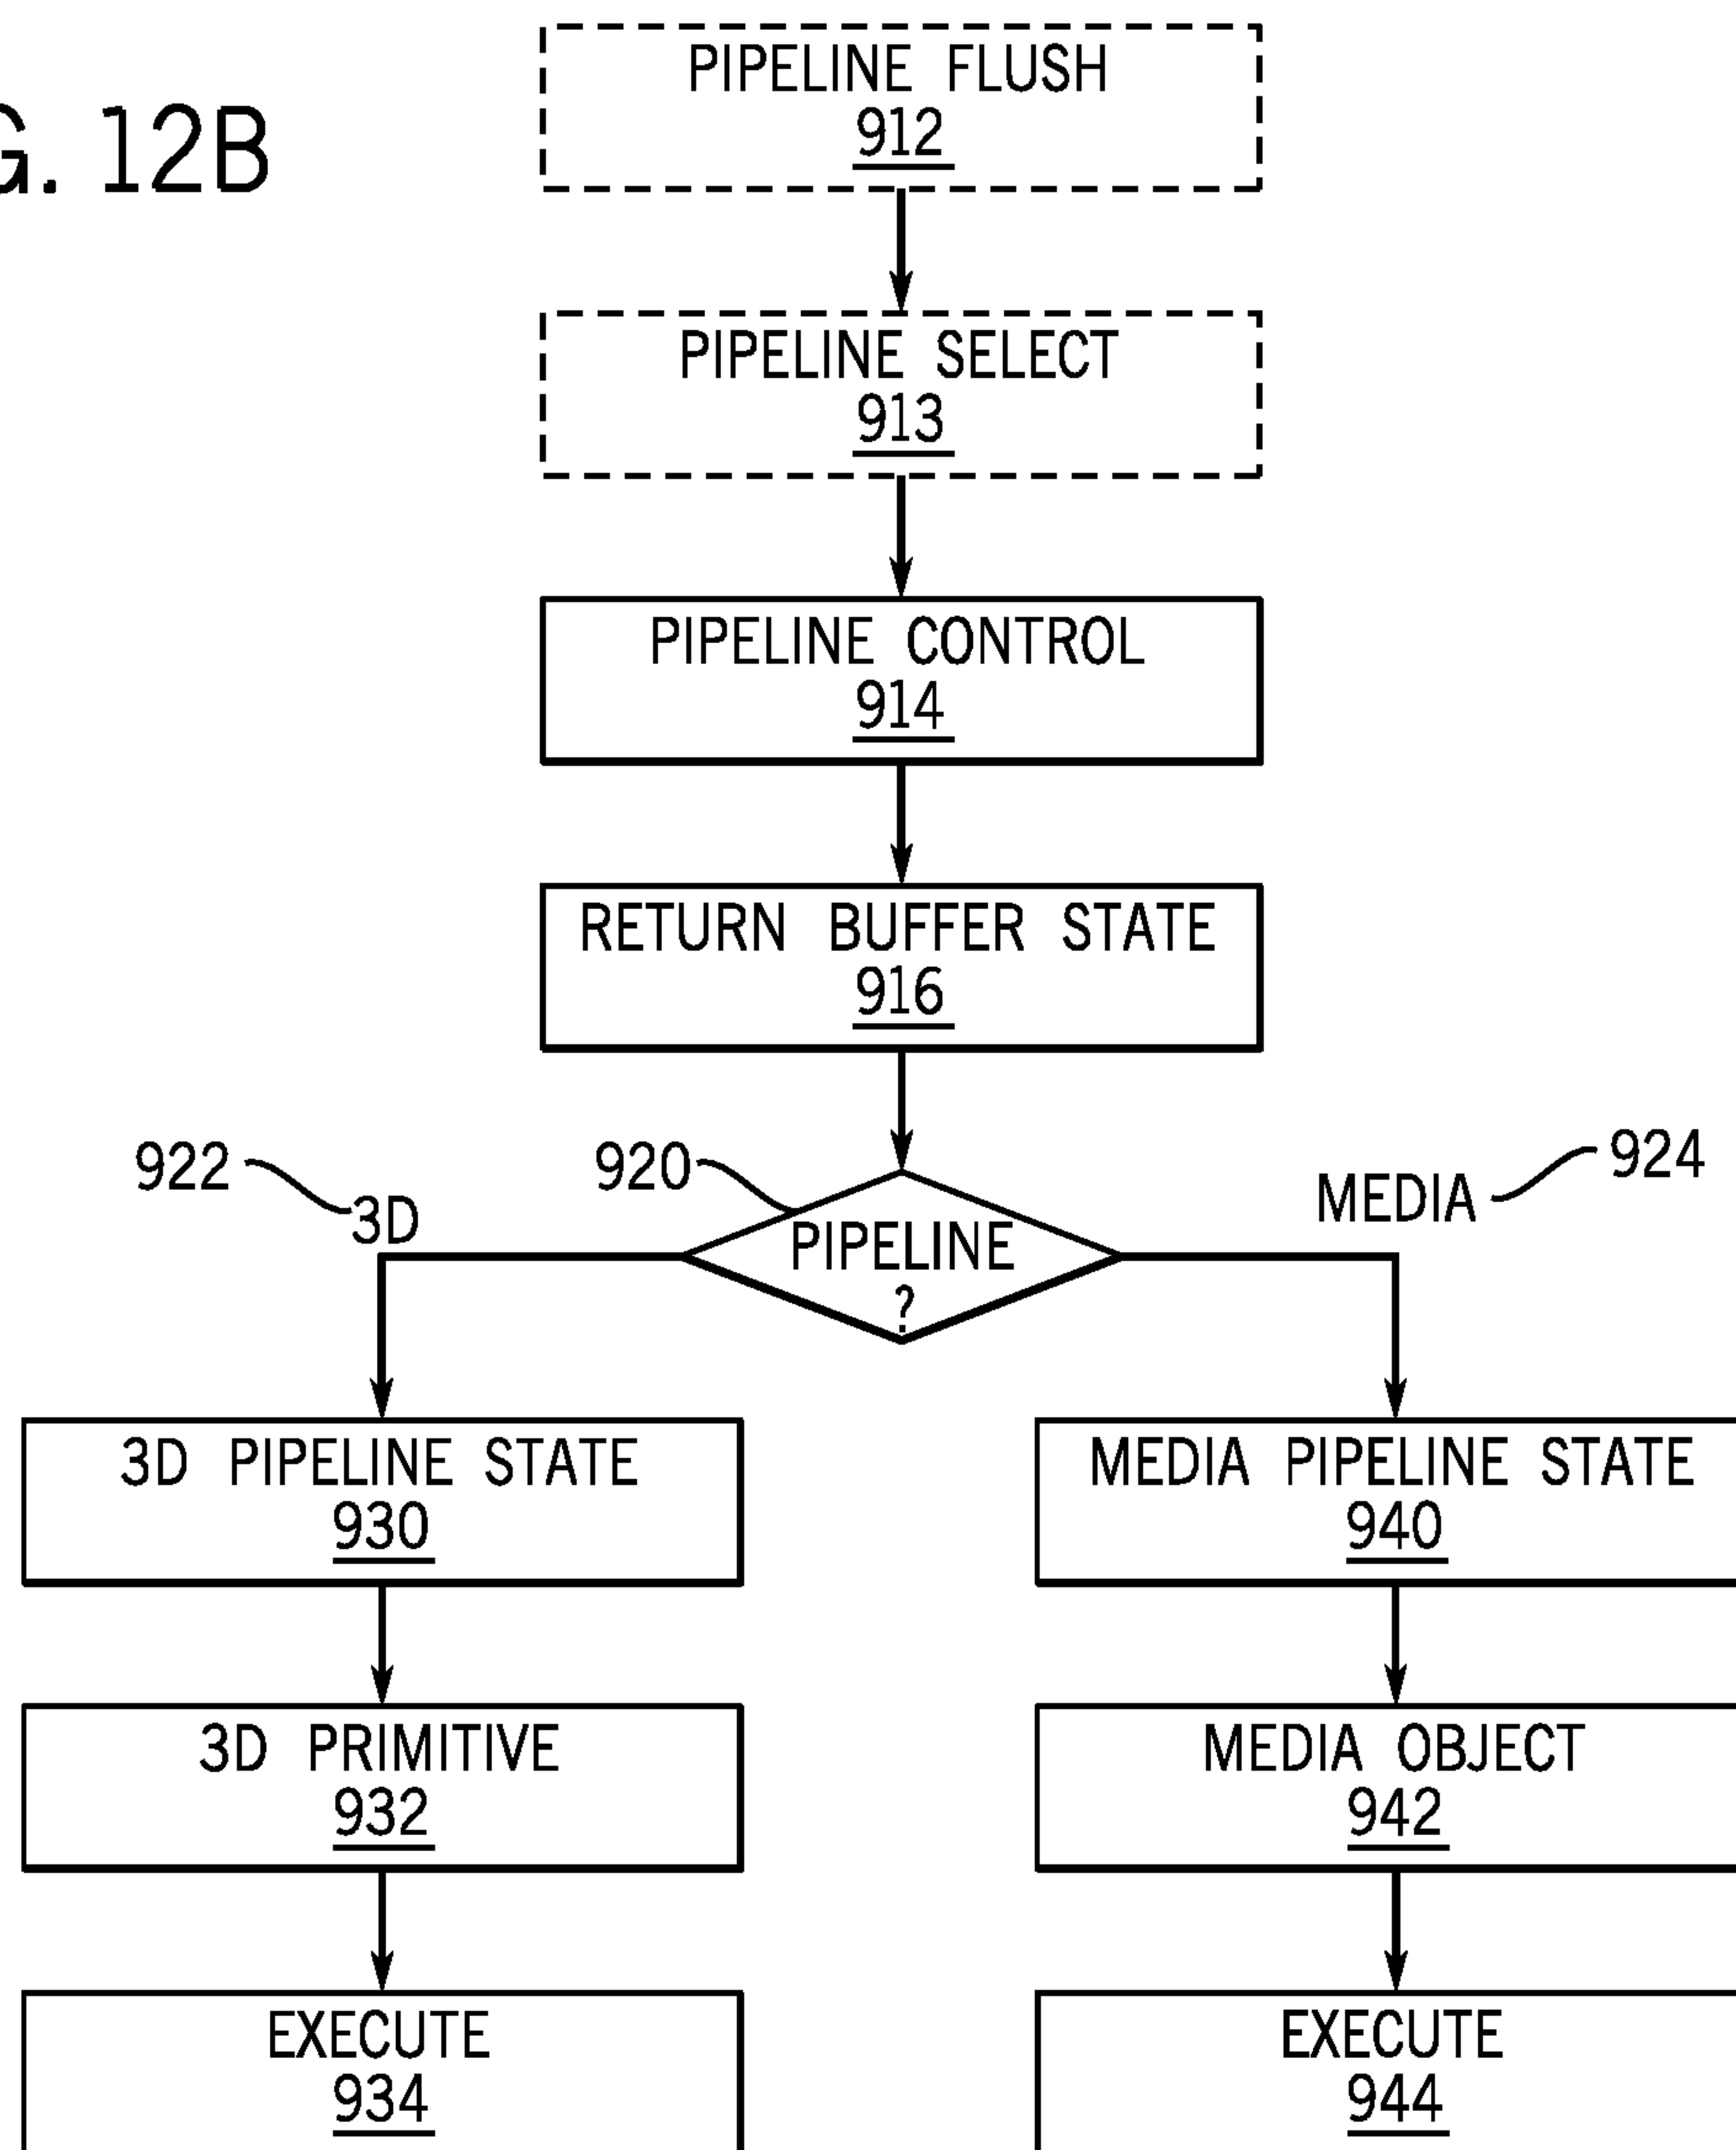 G. 12B
PIPELINE FLUSH
912
PIPELINE SELECT
913
PIPELINE CONTROL
914
RETURN BUFFER STATE
916
922
3D
920
PIPELINE
?
MEDIA
924
3D PIPELINE STATE
930
MEDIA PIPELINE STATE
940
3D PRIMITIVE
932
MEDIA OBJECT
942
EXECUTE
934
EXECUTE
944